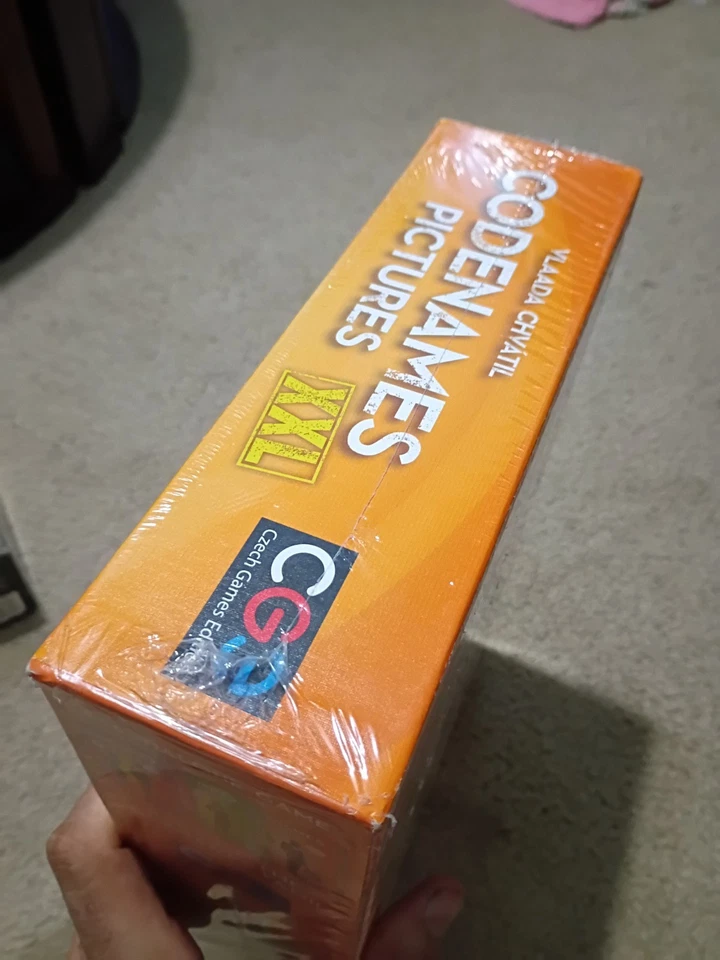 VLAADA CHVÁTIL
CODENAMES
PICTURES
XXL
CGE
Czech Games Edition